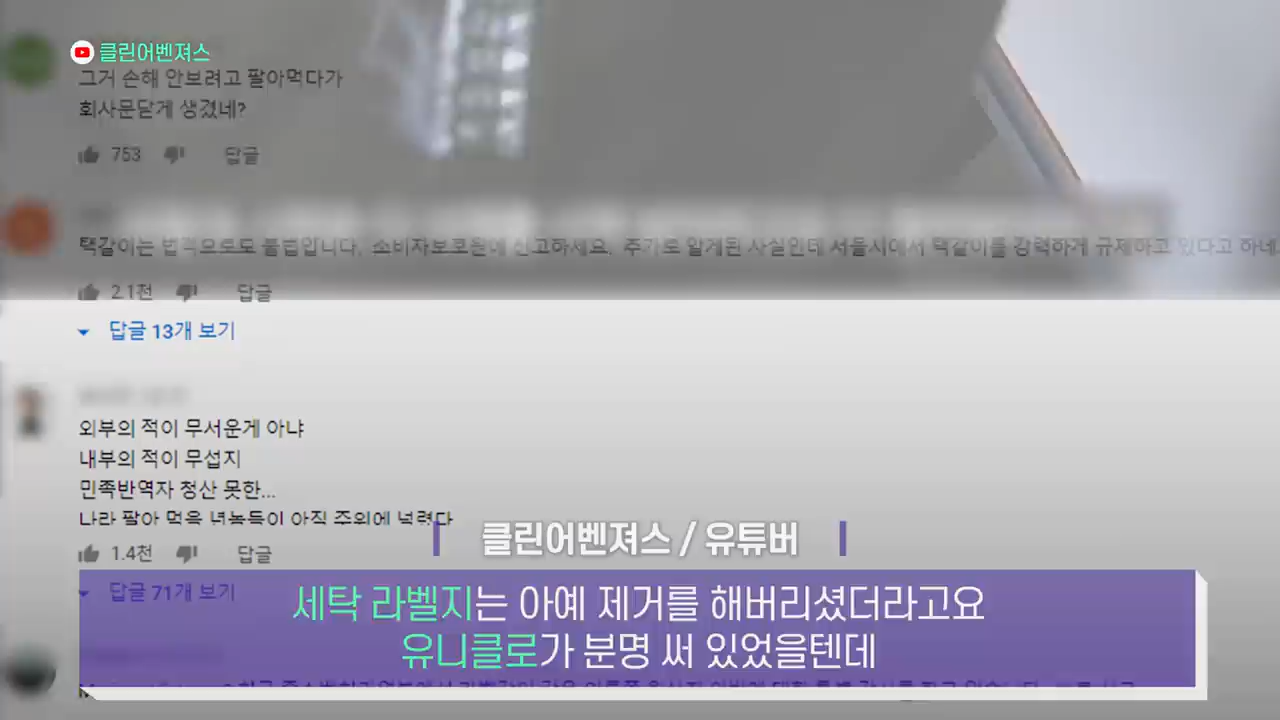 클린어벤져스
그거 손해 안보려고 팔아먹다가
회사문닫게 생겼네?
753 답글
택갈이는 법적으로도 불법입니다. 소비자보호원에 신고하세요. 추가로 알게된 사실인데 서울시에서 택갈이를 강력하게 규제하고 있다고 하네
2.1천 답글
답글 13개 보기
외부의 적이 무서운게 아냐
내부의 적이 무섭지
민족반역자 청산 못한...
나라 팔아 먹을 년놈들이 아직 주위에 널렸다
1.4천 답글
클린어벤져스 / 유튜버
답글 71개 보기
세탁 라벨지는 아예 제거를 해버리셨더라고요
유니클로가 분명 써 있었을텐데